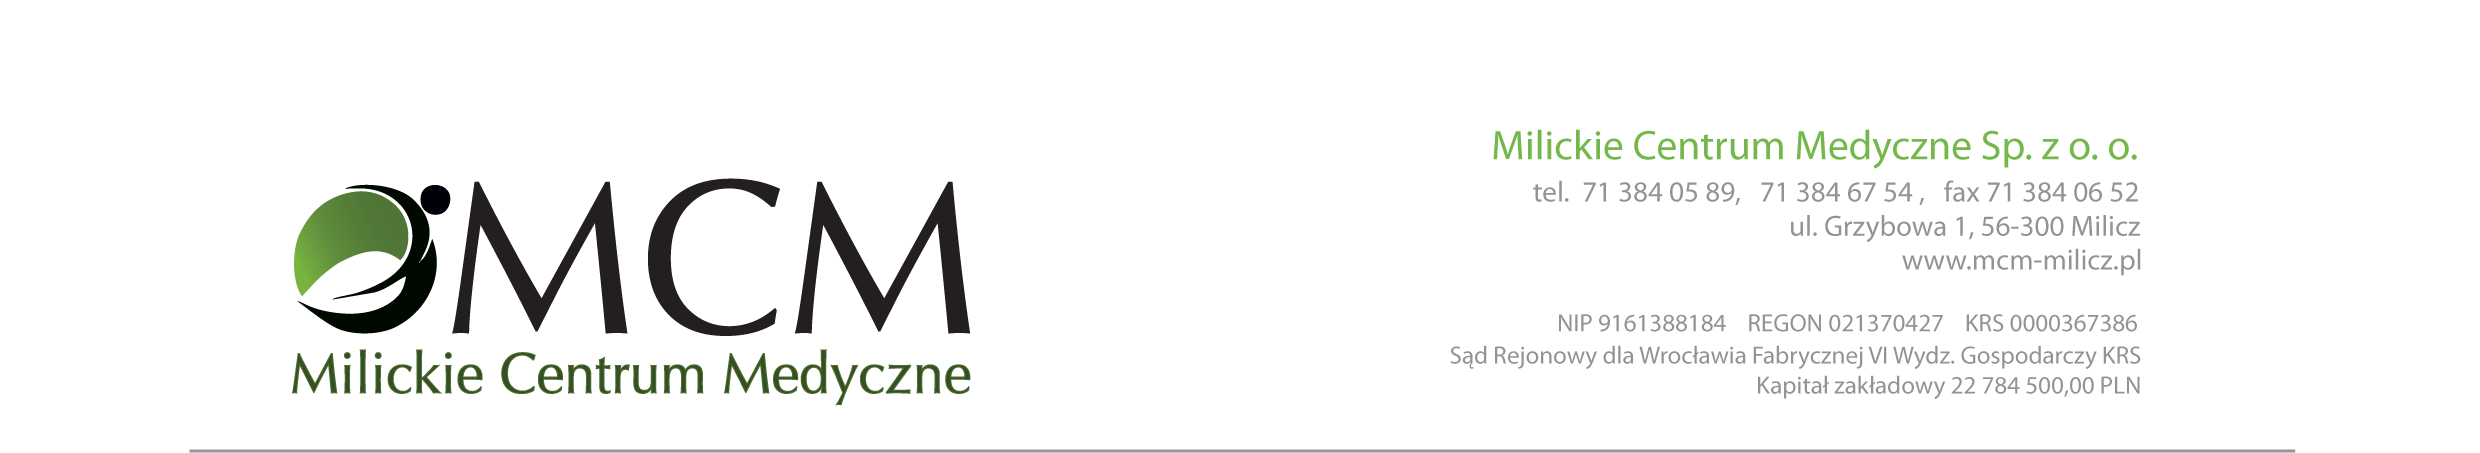 MCM
Milickie Centrum Medyczne
Milickie Centrum Medyczne Sp. z o. o.
tel. 71 384 05 89, 71 384 67 54 , fax 71 384 06 52
ul. Grzybowa 1, 56-300 Milicz
www.mcm-milicz.pl
NIP 9161388184 REGON 021370427 KRS 0000367386
Sąd Rejonowy dla Wrocławia Fabrycznej VI Wydz. Gospodarczy KRS
Kapitał zakładowy 22 784 500,00 PLN